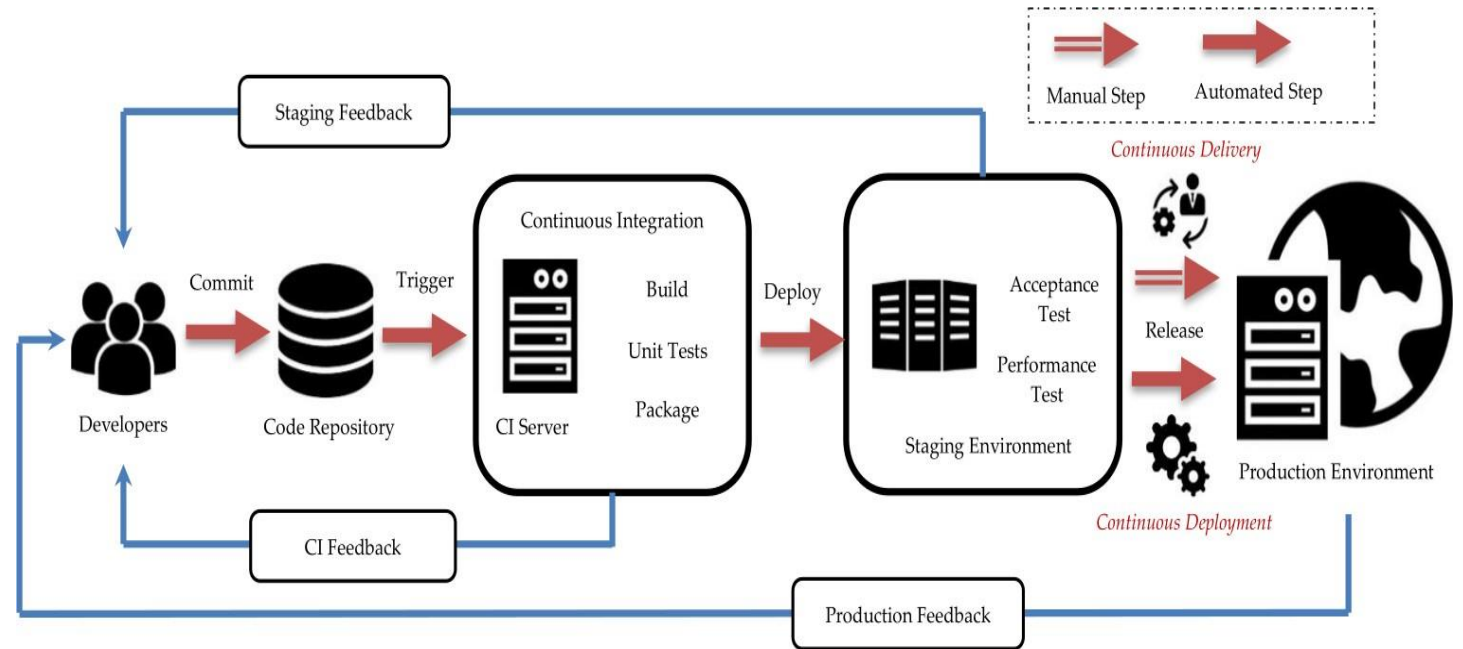 Manual Step
Automated Step
Continuous Delivery
Staging Feedback
Developers
Commit
Code Repository
Trigger
Continuous Integration
CI Server
Build
Unit Tests
Package
Deploy
Acceptance
Test
Performance
Test
Staging Environment
Release
Production Environment
Continuous Deployment
CI Feedback
Production Feedback